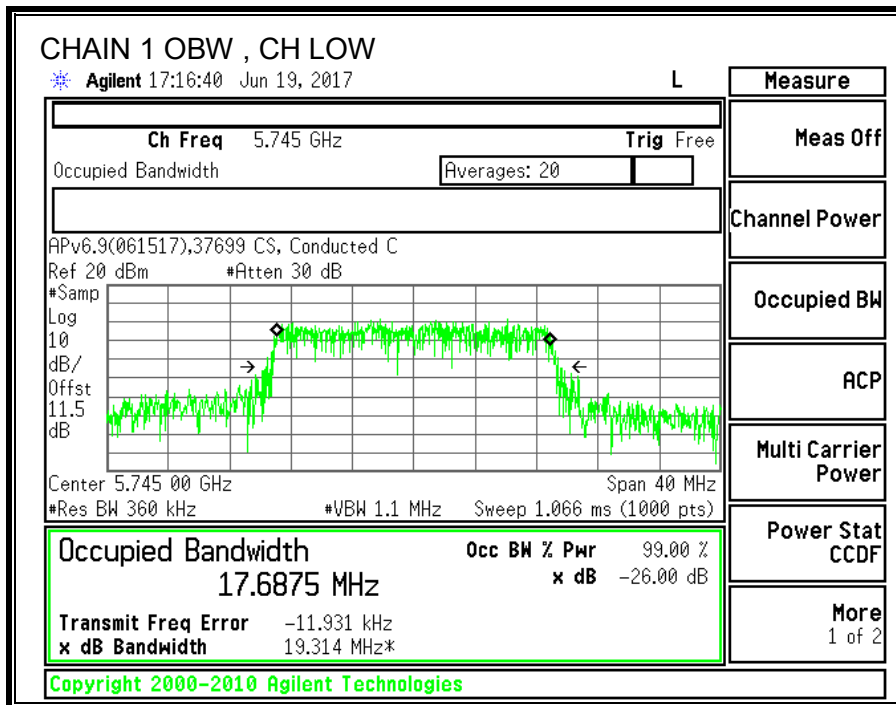 CHAIN 1 OBW , CH LOW
Agilent 17:16:40 Jun 19, 2017 L
Measure
Ch Freq 5.745 GHz Trig Free
Occupied Bandwidth Averages: 20
APv6.9(061517),37699 CS, Conducted C
Ref 20 dBm #Atten 30 dB
#Samp
Log
10
dB/
Offst
11.5
dB
Center 5.745 00 GHz Span 40 MHz
#Res BW 360 kHz #VBW 1.1 MHz Sweep 1.066 ms (1000 pts)
Occupied Bandwidth Occ BW % Pwr 99.00 %
17.6875 MHz x dB -26.00 dB
Transmit Freq Error -11.931 kHz
x dB Bandwidth 19.314 MHz*
Meas Off
Channel Power
Occupied BW
ACP
Multi Carrier
Power
Power Stat
CCDF
More
1 of 2
Copyright 2000-2010 Agilent Technologies